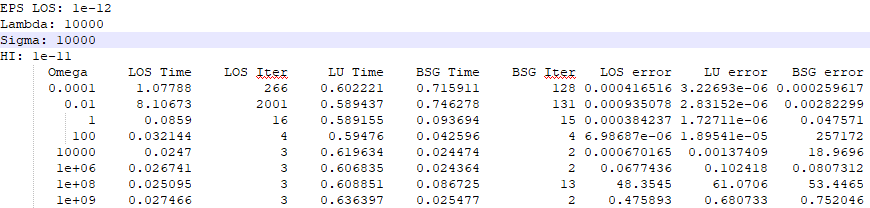 EPS LOS: 1e-12
Lambda: 10000
Sigma: 10000
HI: 1e-11
Omega LOS Time LOS Iter LU Time BSG Time BSG Iter LOS error LU error BSG error
0.0001 1.07788 266 0.602221 0.715911 128 0.000416516 3.22693e-06 0.000259617
0.01 8.10673 2001 0.589437 0.746278 131 0.000935078 2.83152e-06 0.00282299
1 0.0859 16 0.589155 0.093694 15 0.000384237 1.72711e-06 0.047571
100 0.032144 4 0.59476 0.042596 4 6.98687e-06 1.89541e-05 257172
10000 0.0247 3 0.619634 0.024474 2 0.000670165 0.00137409 18.9696
1e+06 0.026741 3 0.606835 0.024364 2 0.0677436 0.102418 0.0807312
1e+08 0.025095 3 0.608851 0.086725 13 48.3545 61.0706 53.4465
1e+09 0.027466 3 0.636397 0.025477 2 0.475893 0.680733 0.752046